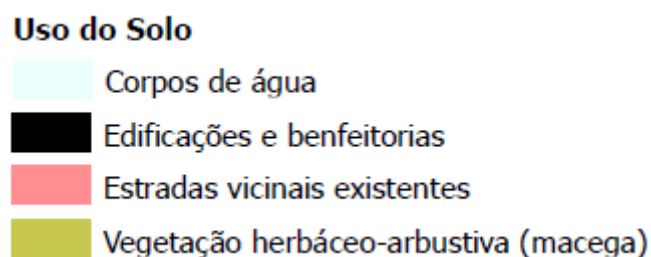 Uso do Solo
Corpos de água
Edificações e benfeitorias
Estradas vicinais existentes
Vegetação herbáceo-arbustiva (macega)